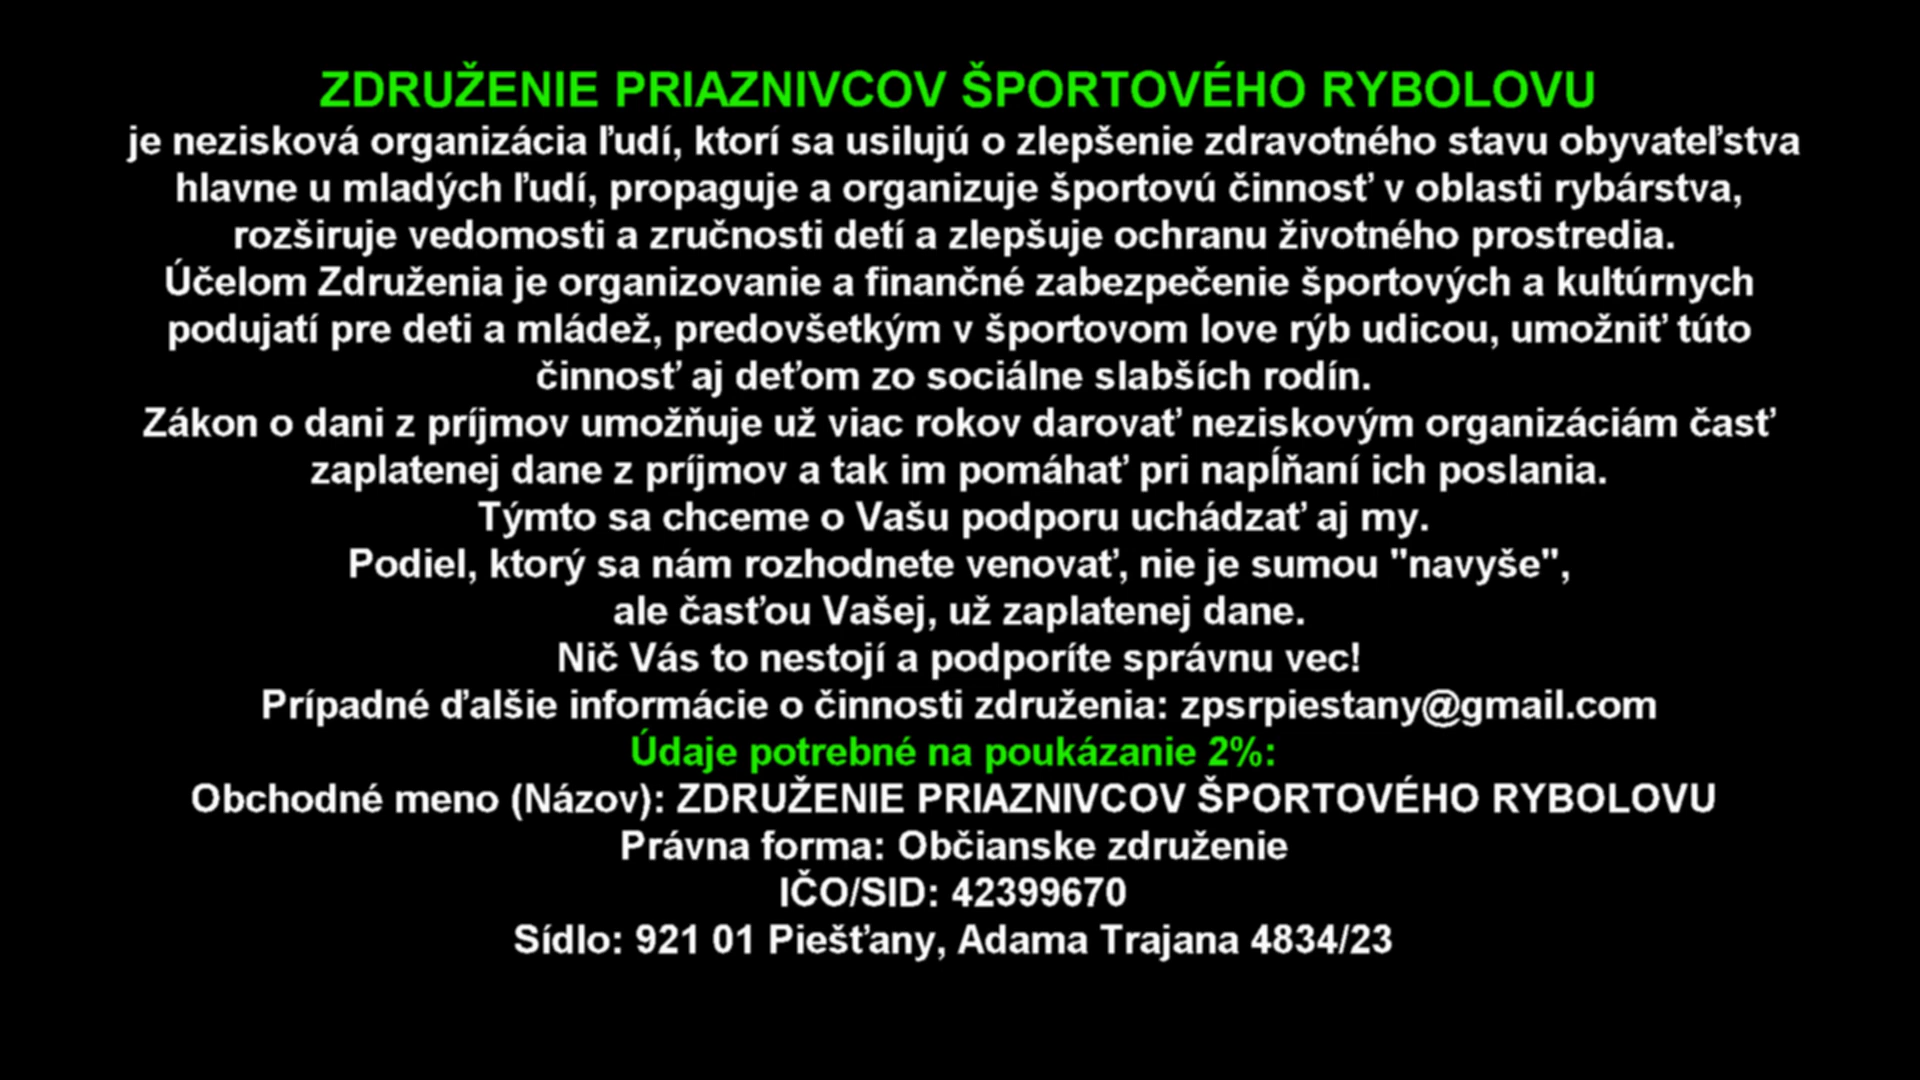 ZDRUŽENIE PRIAZNIVCOV ŠPORTOVÉHO RYBOLOVU
je nezisková organizácia ľudí, ktorí sa usilujú o zlepšenie zdravotného stavu obyvateľstva
hlavne u mladých ľudí, propaguje a organizuje športovú činnosť v oblasti rybárstva,
rozširuje vedomosti a zručnosti detí a zlepšuje ochranu životného prostredia.
Účelom Združenia je organizovanie a finančné zabezpečenie športových a kultúrnych
podujatí pre deti a mládež, predovšetkým v športovom love rýb udicou, umožniť túto
činnosť aj deťom zo sociálne slabších rodín.
Zákon o dani z príjmov umožňuje už viac rokov darovať neziskovým organizáciám časť
zaplatenej dane z príjmov a tak im pomáhať pri napĺňaní ich poslania.
Týmto sa chceme o Vašu podporu uchádzať aj my.
Podiel, ktorý sa nám rozhodnete venovať, nie je sumou "navyše",
ale časťou Vašej, už zaplatenej dane.
Nič Vás to nestojí a podporíte správnu vec!
Prípadné ďalšie informácie o činnosti združenia: zpsrpiestany@gmail.com
Údaje potrebné na poukázanie 2%:
Obchodné meno (Názov): ZDRUŽENIE PRIAZNIVCOV ŠPORTOVÉHO RYBOLOVU
Právna forma: Občianske združenie
IČO/SID: 42399670
Sídlo: 921 01 Piešťany, Adama Trajana 4834/23